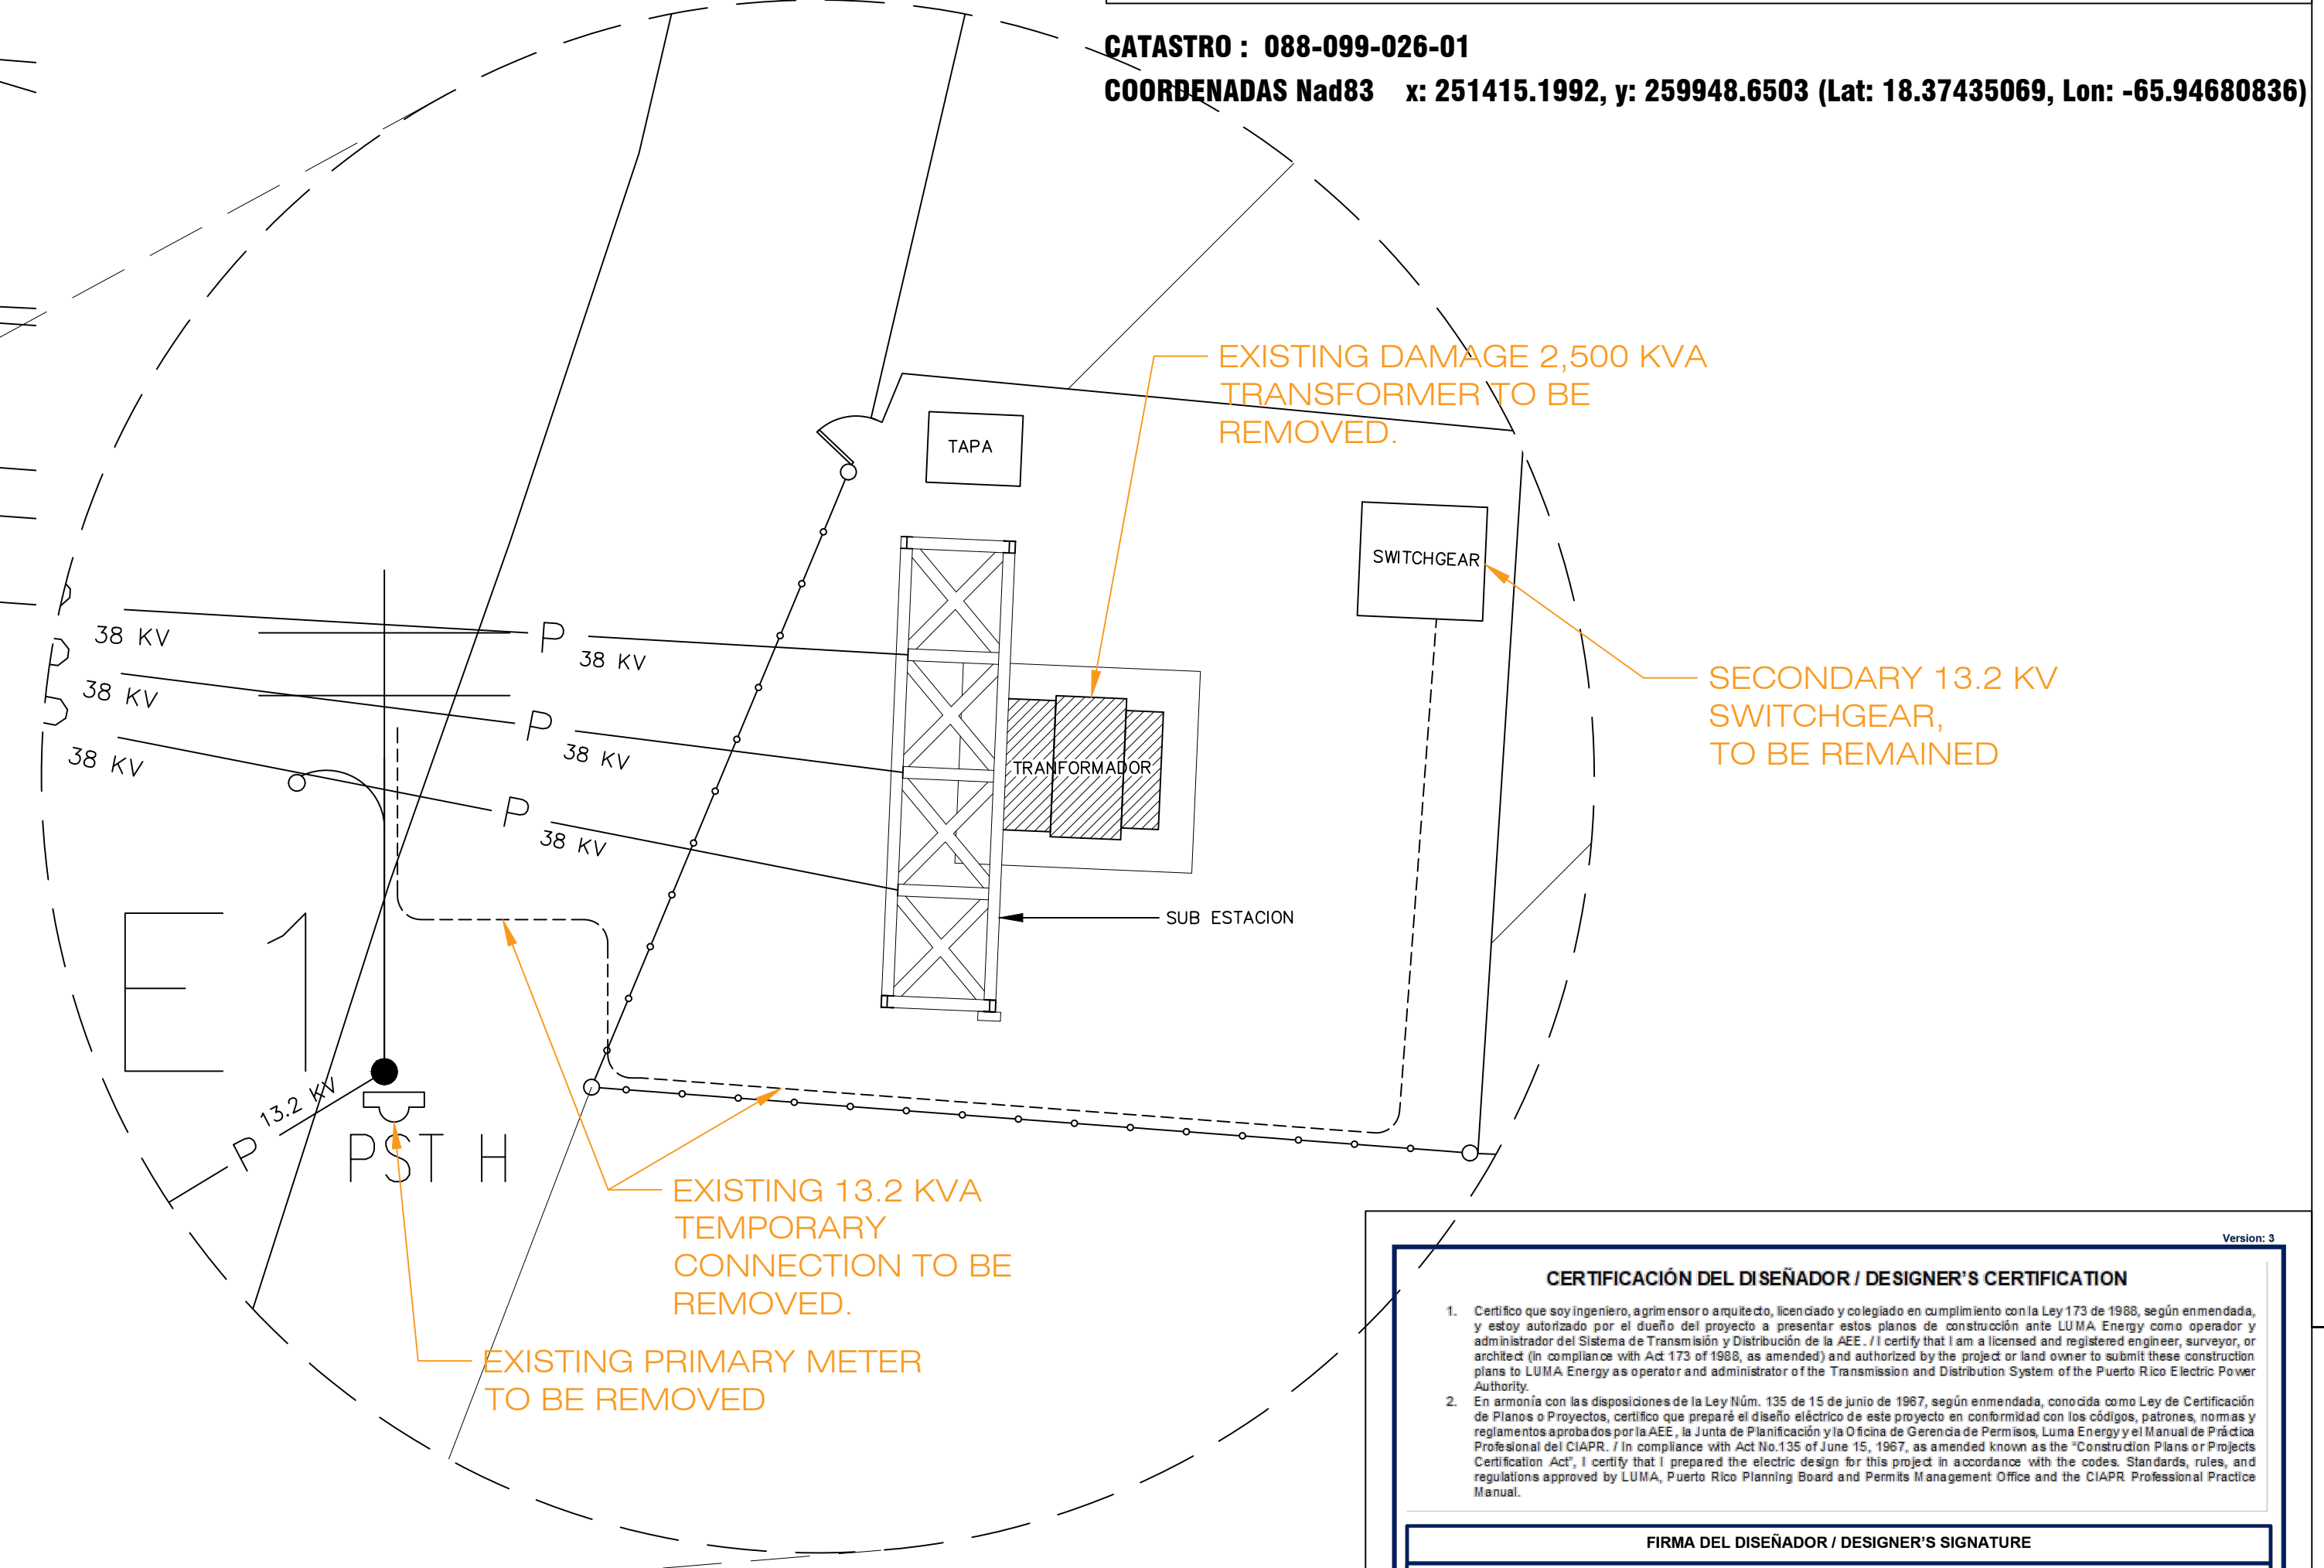 CATASTRO : 088-099-026-01
COORDENADAS Nad83 x: 251415.1992, y: 259948.6503 (Lat: 18.37435069, Lon: -65.94680836)
EXISTING DAMAGE 2,500 KVA
TRANSFORMER TO BE
REMOVED.
TAPA
SWITCHGEAR
P
38 KV
P
38 KV
P
38 KV
P
38 KV
P
38 KV
P
38 KV
SECONDARY 13.2 KV
SWITCHGEAR,
TO BE REMAINED
TRANFORMADOR
SUB ESTACION
E1
P 13.2 KV
PST H
EXISTING 13.2 KVA
TEMPORARY
CONNECTION TO BE
REMOVED.
EXISTING PRIMARY METER
TO BE REMOVED
Version: 3
CERTIFICACIÓN DEL DISEÑADOR / DESIGNER'S CERTIFICATION
1. Certifico que soy ingeniero, agrimensor o arquitecto, licenciado y colegiado en cumplimiento con la Ley 173 de 1988, según enmendada,
y estoy autorizado por el dueño del proyecto a presentar estos planos de construcción ante LUMA Energy como operador y
administrador del Sistema de Transmisión y Distribución de la AEE. / I certify that I am a licensed and registered engineer, surveyor, or
architect (in compliance with Act 173 of 1988, as amended) and authorized by the project or land owner to submit these construction
plans to LUMA Energy as operator and administrator of the Transmission and Distribution System of the Puerto Rico Electric Power
Authority.
2. En armonía con las disposiciones de la Ley Núm. 135 de 15 de junio de 1967, según enmendada, conocida como Ley de Certificación
de Planos o Proyectos, certifico que preparé el diseño eléctrico de este proyecto en conformidad con los códigos, patrones, normas y
reglamentos aprobados por la AEE, la Junta de Planificación y la Oficina de Gerencia de Permisos, Luma Energy y el Manual de Práctica
Profesional del CIAPR. / In compliance with Act No.135 of June 15, 1967, as amended known as the "Construction Plans or Projects
Certification Act", I certify that I prepared the electric design for this project in accordance with the codes. Standards, rules, and
regulations approved by LUMA, Puerto Rico Planning Board and Permits Management Office and the CIAPR Professional Practice
Manual.
FIRMA DEL DISEÑADOR / DESIGNER'S SIGNATURE